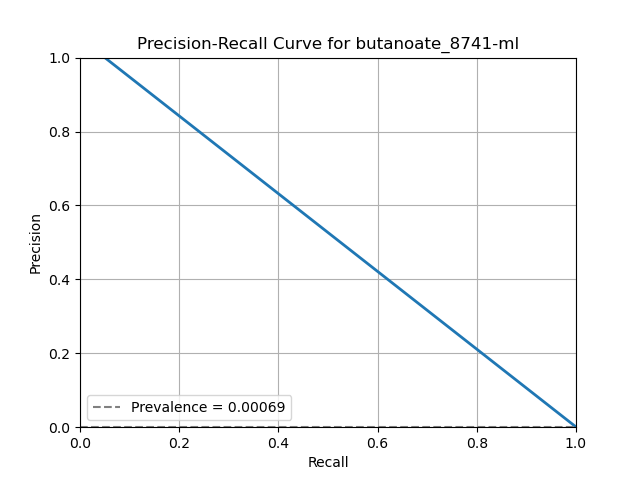 Precision-Recall Curve for butanoate_8741-ml
1.0
0.8
0.6
0.4
0.2
0.0
Precision
Prevalence = 0.00069
0.0 0.2 0.4 0.6 0.8 1.0
Recall